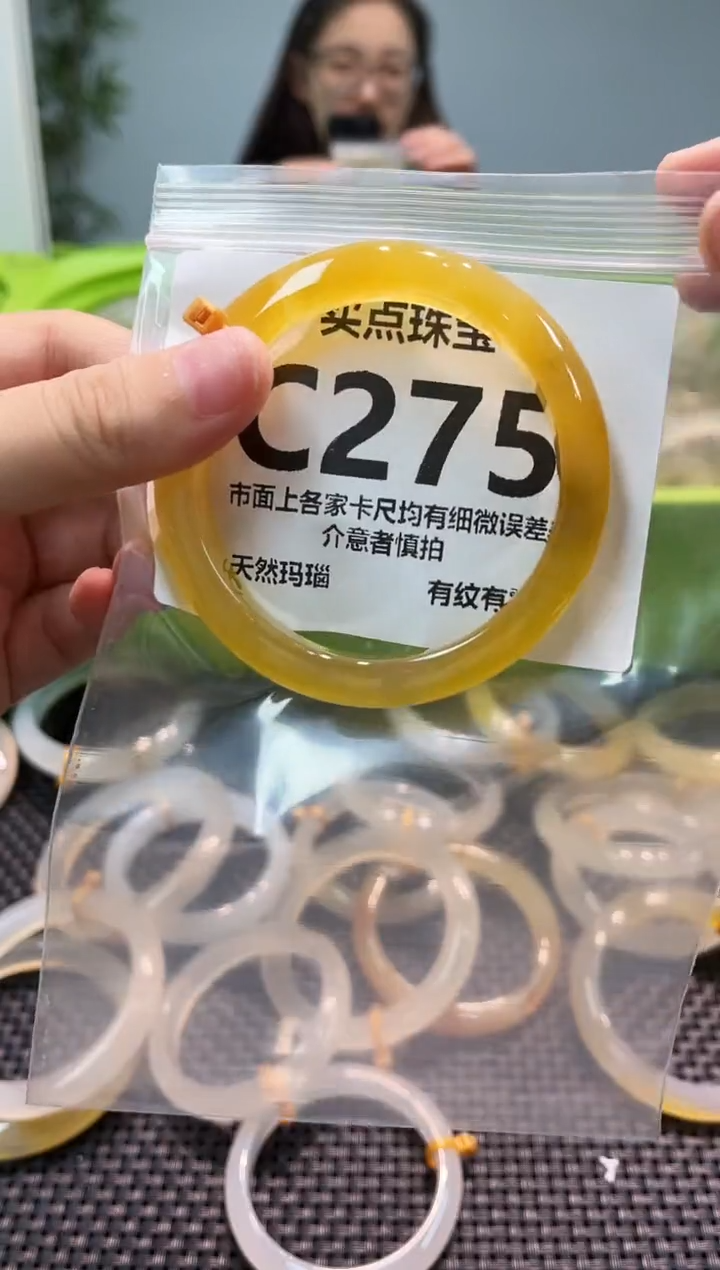 买点珠宝
C275
市面上各家卡尺均有细微误差
介意者慎拍
天然玛瑙
有纹有